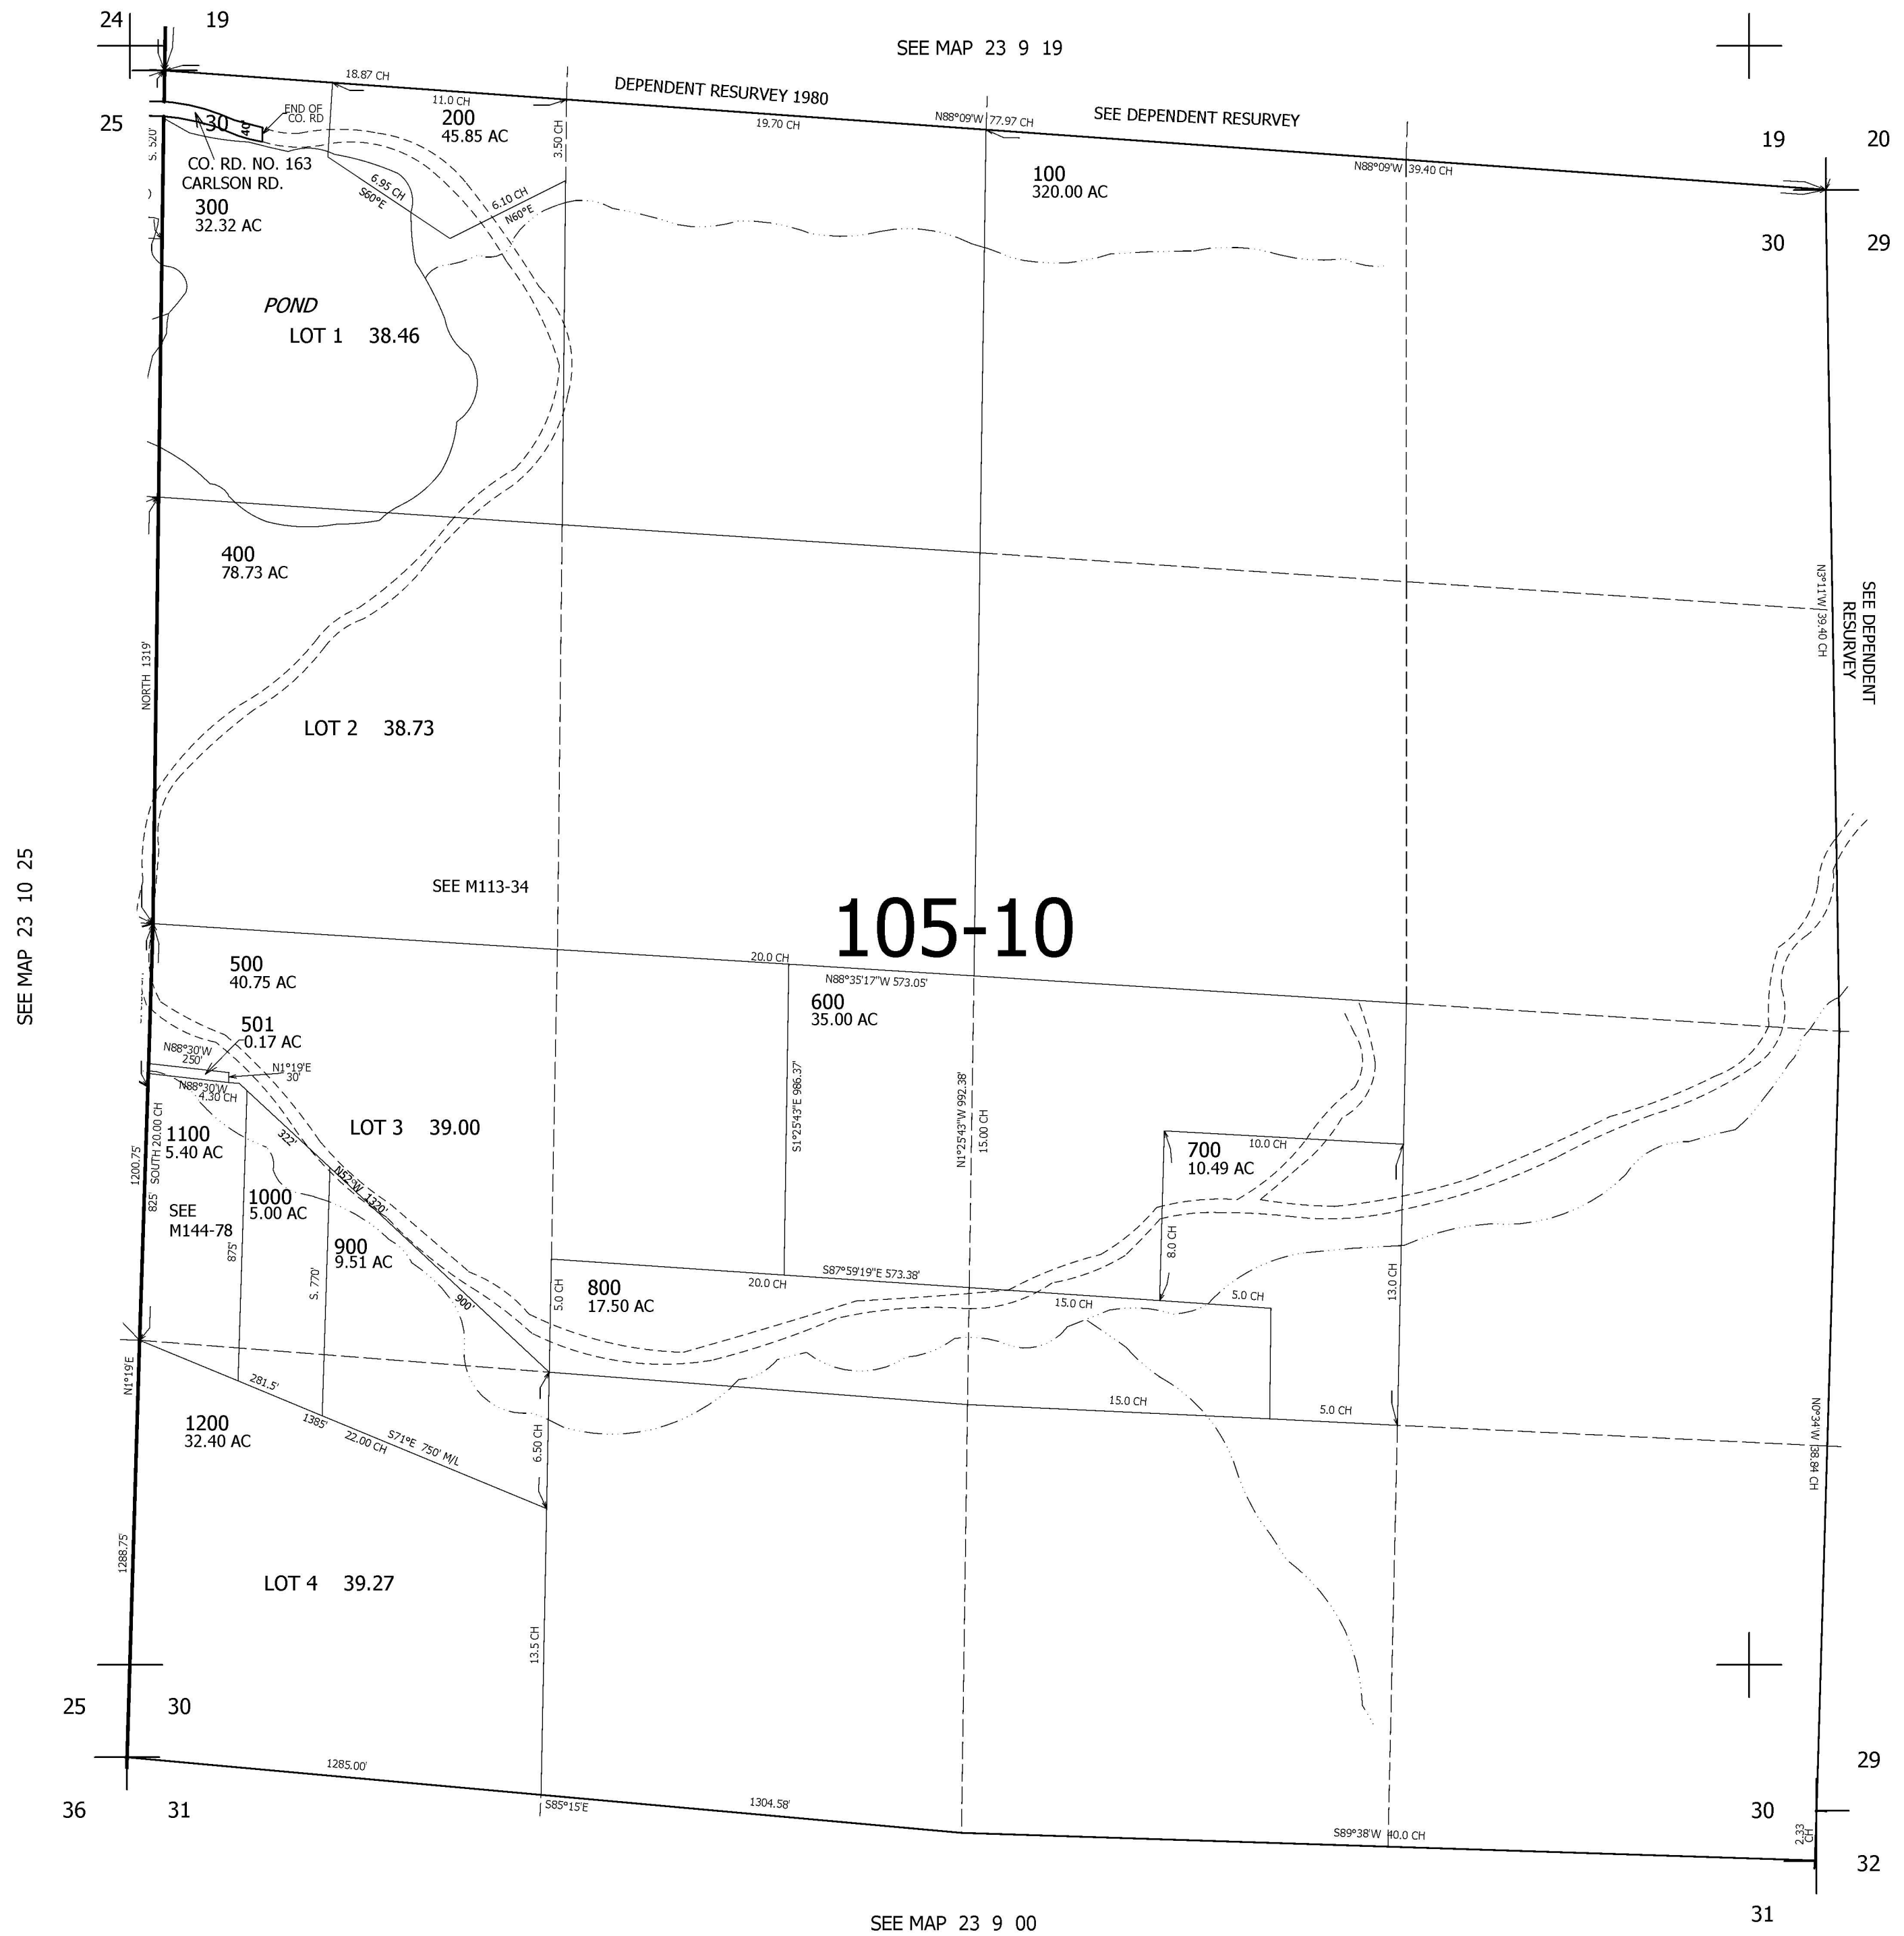 24
19
SEE MAP 23 9 19
18.87 CH
DEPENDENT RESURVEY 1980
11.0 CH
200
45.85 AC
3.50 CH
19.70 CH
N88°09'W 77.97 CH
SEE DEPENDENT RESURVEY
N88°09'W 39.40 CH
19
20
25
30
40'
END OF
CO. RD
S. 520'
CO. RD. NO. 163
CARLSON RD.
300
32.32 AC
6.95 CH
S60°E
6.10 CH
N60°E
100
320.00 AC
30
29
POND
LOT 1 38.46
400
78.73 AC
NORTH 1319'
LOT 2 38.73
N3°11'W 39.40 CH
SEE DEPENDENT
RESURVEY
SEE MAP 23 10 25
SEE M113-34
105-10
500
40.75 AC
20.0 CH
N88°35'17"W 573.05'
600
35.00 AC
501
0.17 AC
N88°30'W
250'
N1°19'E
30'
N88°30'W
4.30 CH
322'
LOT 3 39.00
S1°25'43"E 986.37'
N1°25'43"W 992.38'
15.00 CH
1100
5.40 AC
1200.75'
825' SOUTH 20.00 CH
SEE
M144-78
1000
5.00 AC
N52°W 1320'
875'
900
9.51 AC
S. 770'
900'
700
10.49 AC
10.0 CH
8.0 CH
13.0 CH
5.0 CH
800
17.50 AC
20.0 CH
S87°59'19"E 573.38'
15.0 CH
5.0 CH
N1°19'E
281.5'
1385'
22.00 CH
S71°E 750' M/L
1200
32.40 AC
6.50 CH
15.0 CH
5.0 CH
N0°34'W 38.84 CH
1288.75'
LOT 4 39.27
13.5 CH
25
30
1285.00'
S85°15'E
1304.58'
S89°38'W 40.0 CH
29
30
2.33
CH
36
31
32
31
SEE MAP 23 9 00